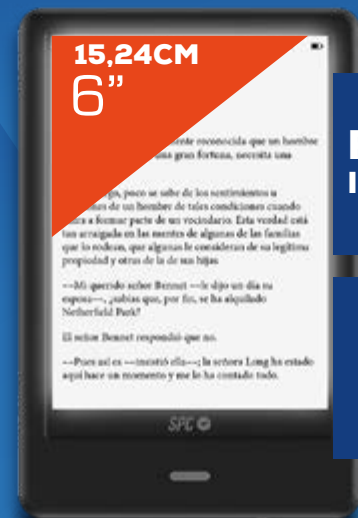 15,24CM
6”
mente reconocida que un hombre
una gran fortuna, necesita una
poco se sabe de los sentimientos u
de un hombre de tales condiciones cuando
a formar parte de un vecindario. Esta verdad está
tan arraigada en las mentes de algunas de las familias
que lo rodean, que algunas le consideran de su legítima
propiedad y otras de la de sus hijas
—Mi querido señor Bennet —le dijo un día su
esposa—, ¿sabías que, por fin, se ha alquilado
Netherfield Park?
El señor Bennet respondió que no.
—Pues así es —insistió ella—; la señora Long ha estado
aquí hace un momento y me lo ha contado todo.
SPC